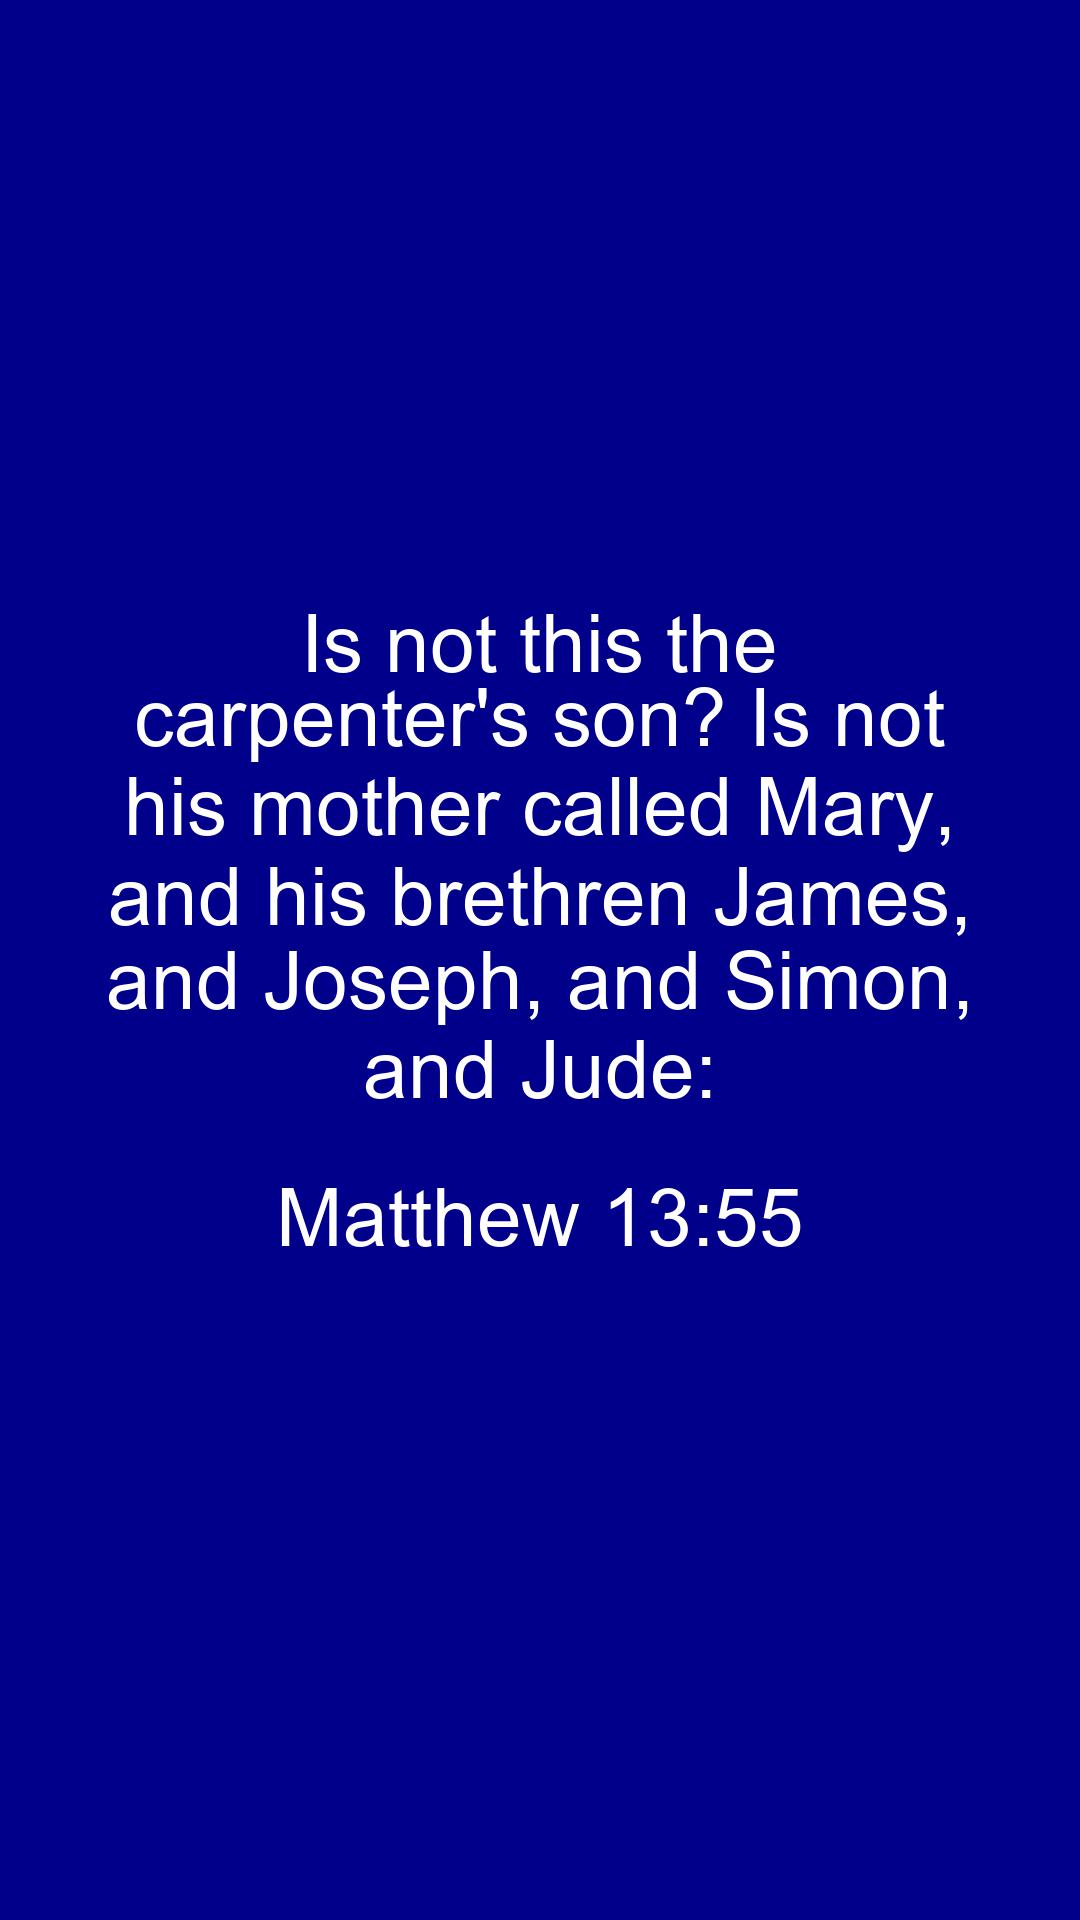 Is not this the
carpenter's son? Is not
his mother called Mary,
and his brethren James,
and Joseph, and Simon,
and Jude:
Matthew 13:55